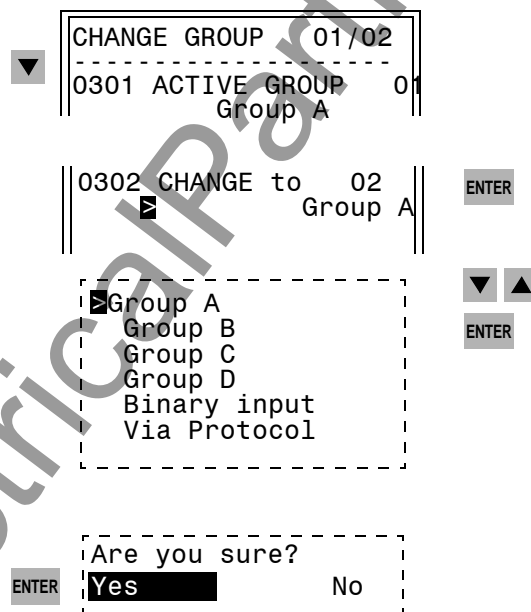 CHANGE GROUP 01/02
--------------------
0301 ACTIVE GROUP 01
Group A
0302 CHANGE to 02
> Group A
ENTER
>Group A
Group B
Group C
Group D
Binary input
Via Protocol
ENTER
Are you sure?
ENTER
Yes No